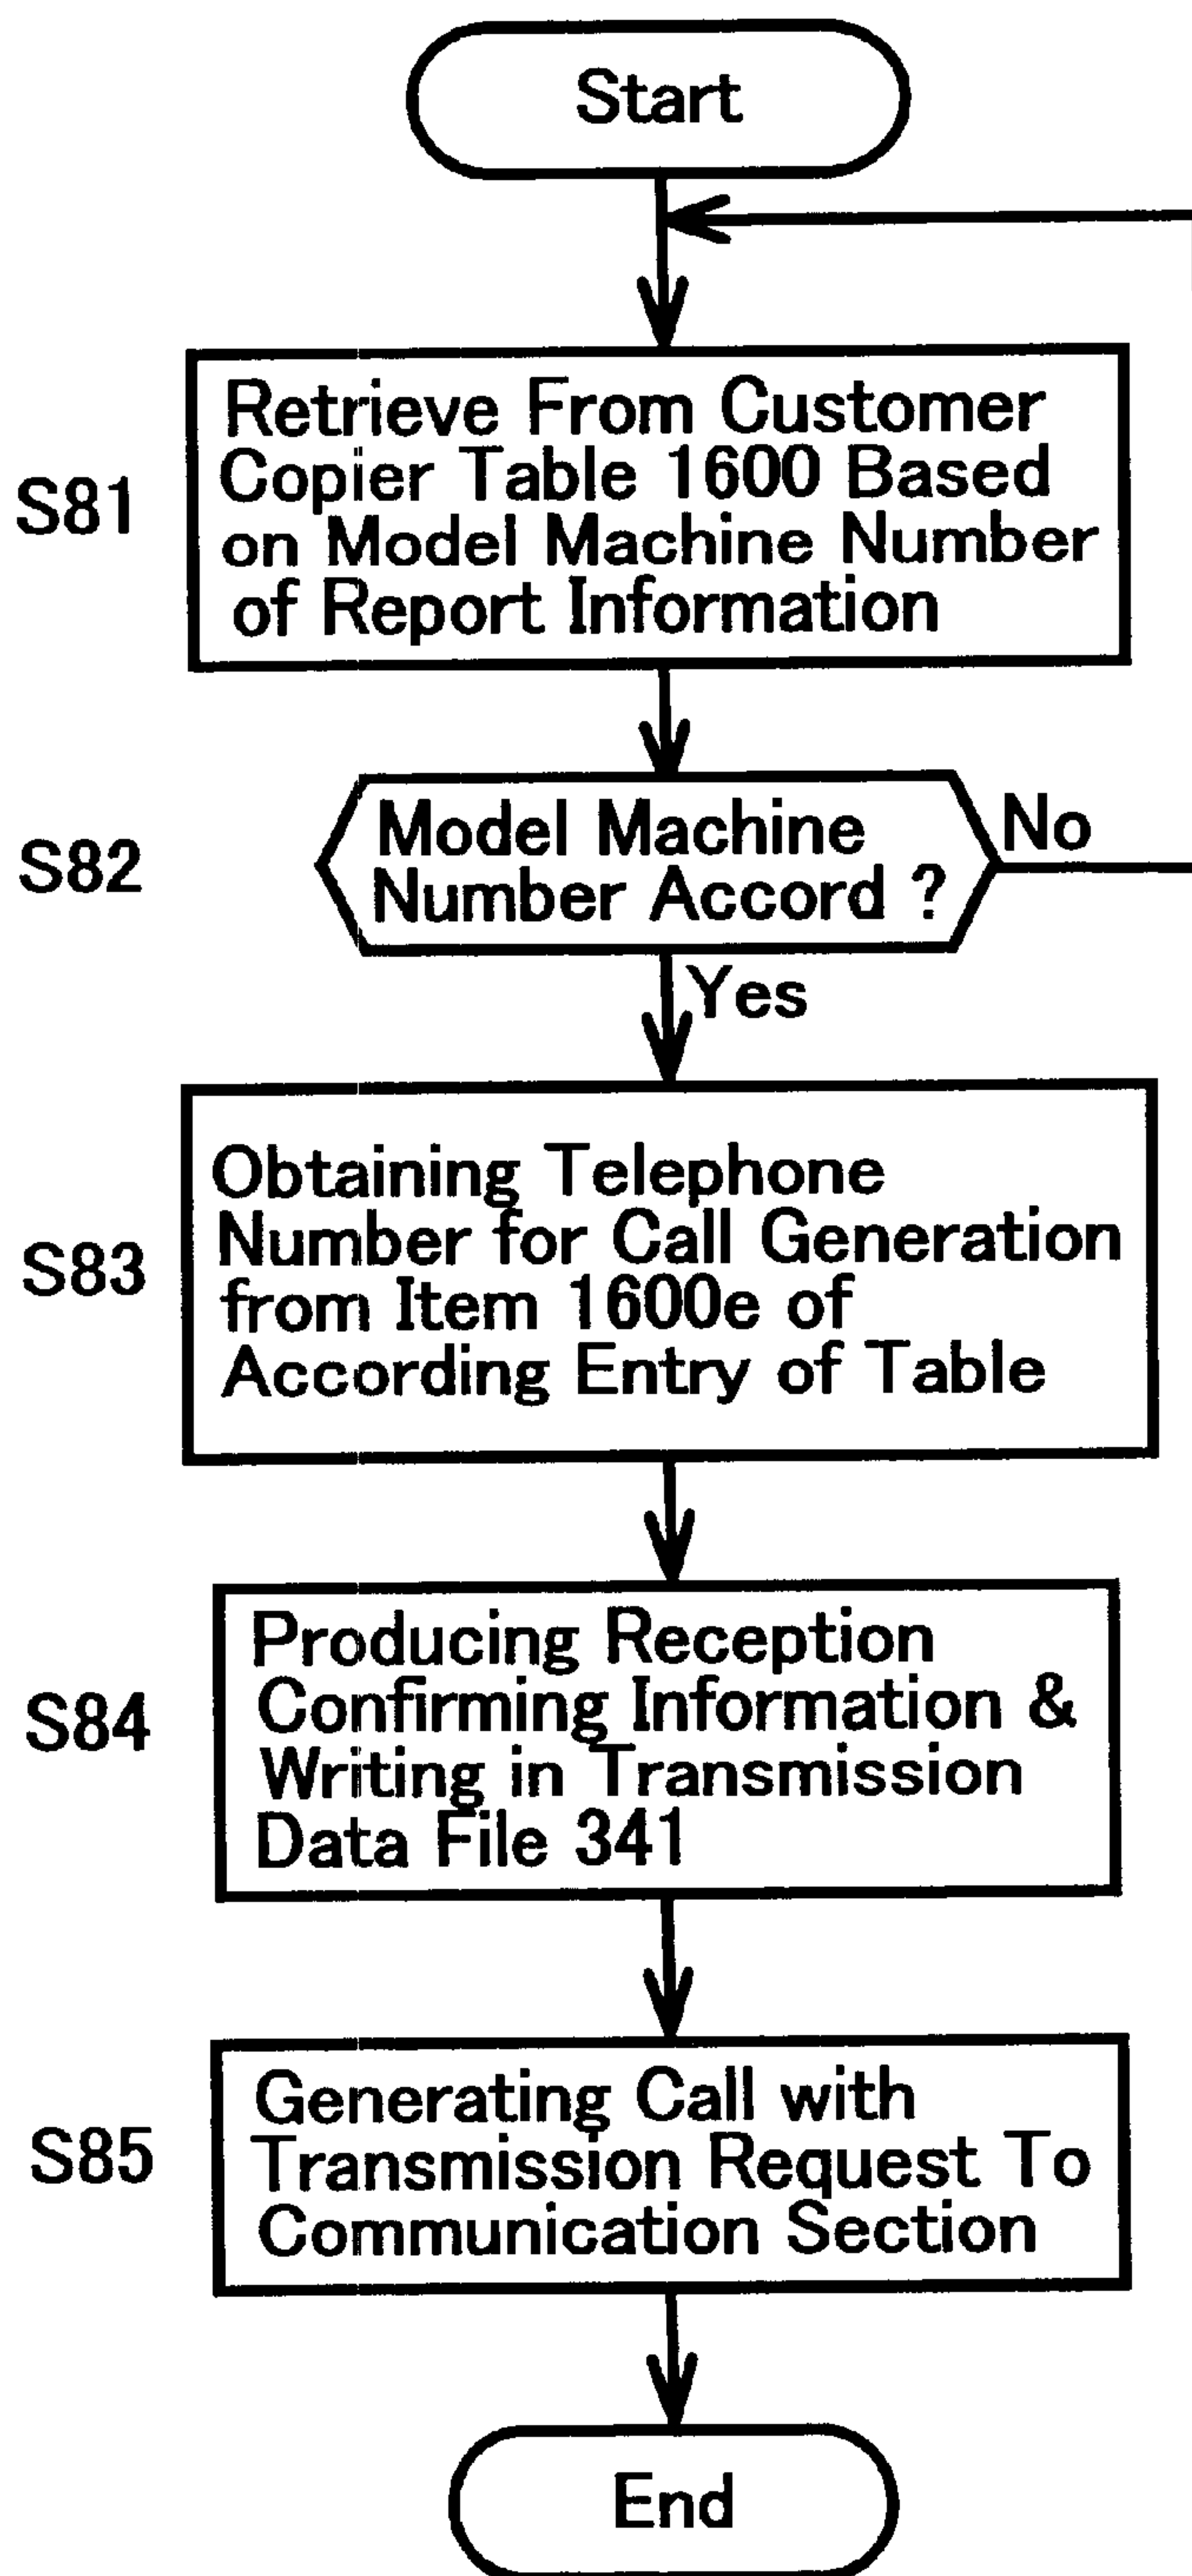 Start
S81
Retrieve From Customer
Copier Table 1600 Based
on Model Machine Number
of Report Information
S82
Model Machine
Number Accord ?
No
Yes
S83
Obtaining Telephone
Number for Call Generation
from Item 1600e of
According Entry of Table
S84
Producing Reception
Confirming Information &
Writing in Transmission
Data File 341
S85
Generating Call with
Transmission Request To
Communication Section
End